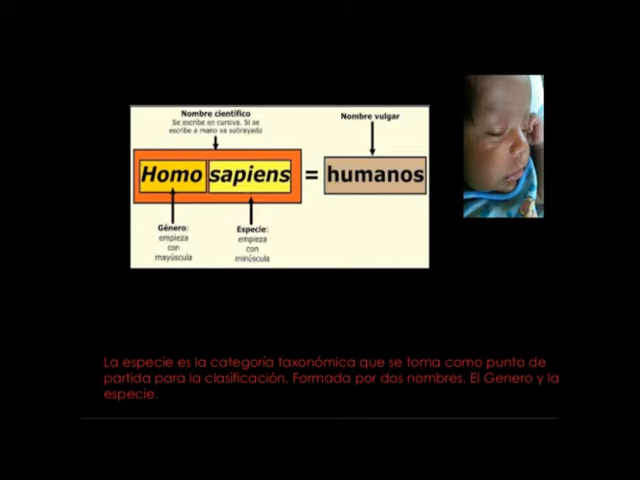 Nombre científico
Se escribe en cursiva. Si se
escribe a mano va subrayado
Nombre vulgar
Homo sapiens = humanos
Género:
empieza
con
mayúscula
Especie:
empieza
con
minúscula
La especie es la categoría taxonómica que se toma como punto de
partida para la clasificación. Formada por dos nombres. El Genero y la
especie.